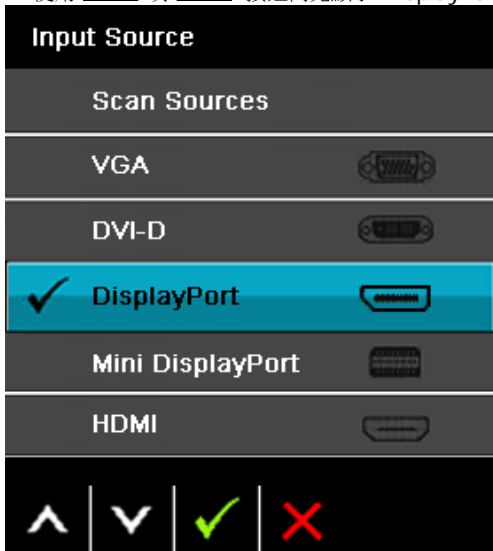 Input Source
Scan Sources
VGA
DVI-D
DisplayPort
Mini DisplayPort
HDMI